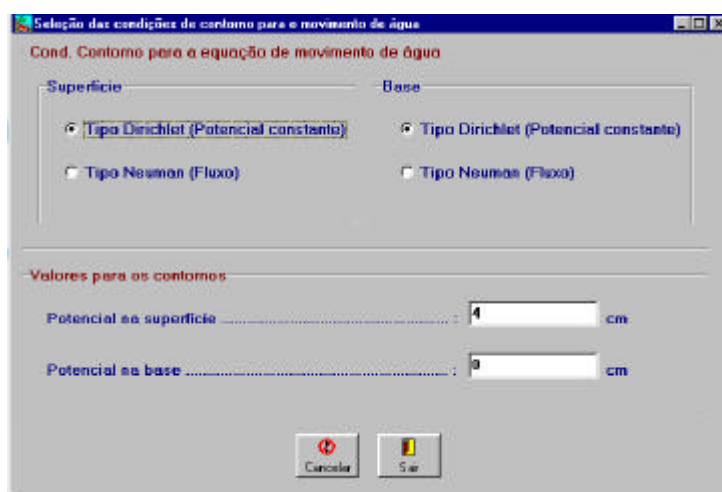 Seleção das condições de contorno para o movimento de água
Cond. Contorno para a equação de movimento de água
Superfície
Base
Tipo Dirichlet (Potencial constante)
Tipo Dirichlet (Potencial constante)
Tipo Neuman (Fluxo)
Tipo Neuman (Fluxo)
Valores para os contornos
Potencial na superfície ........................................................ : 4 cm
Potencial na base ................................................................ : 0 cm
Cancelar
Sair